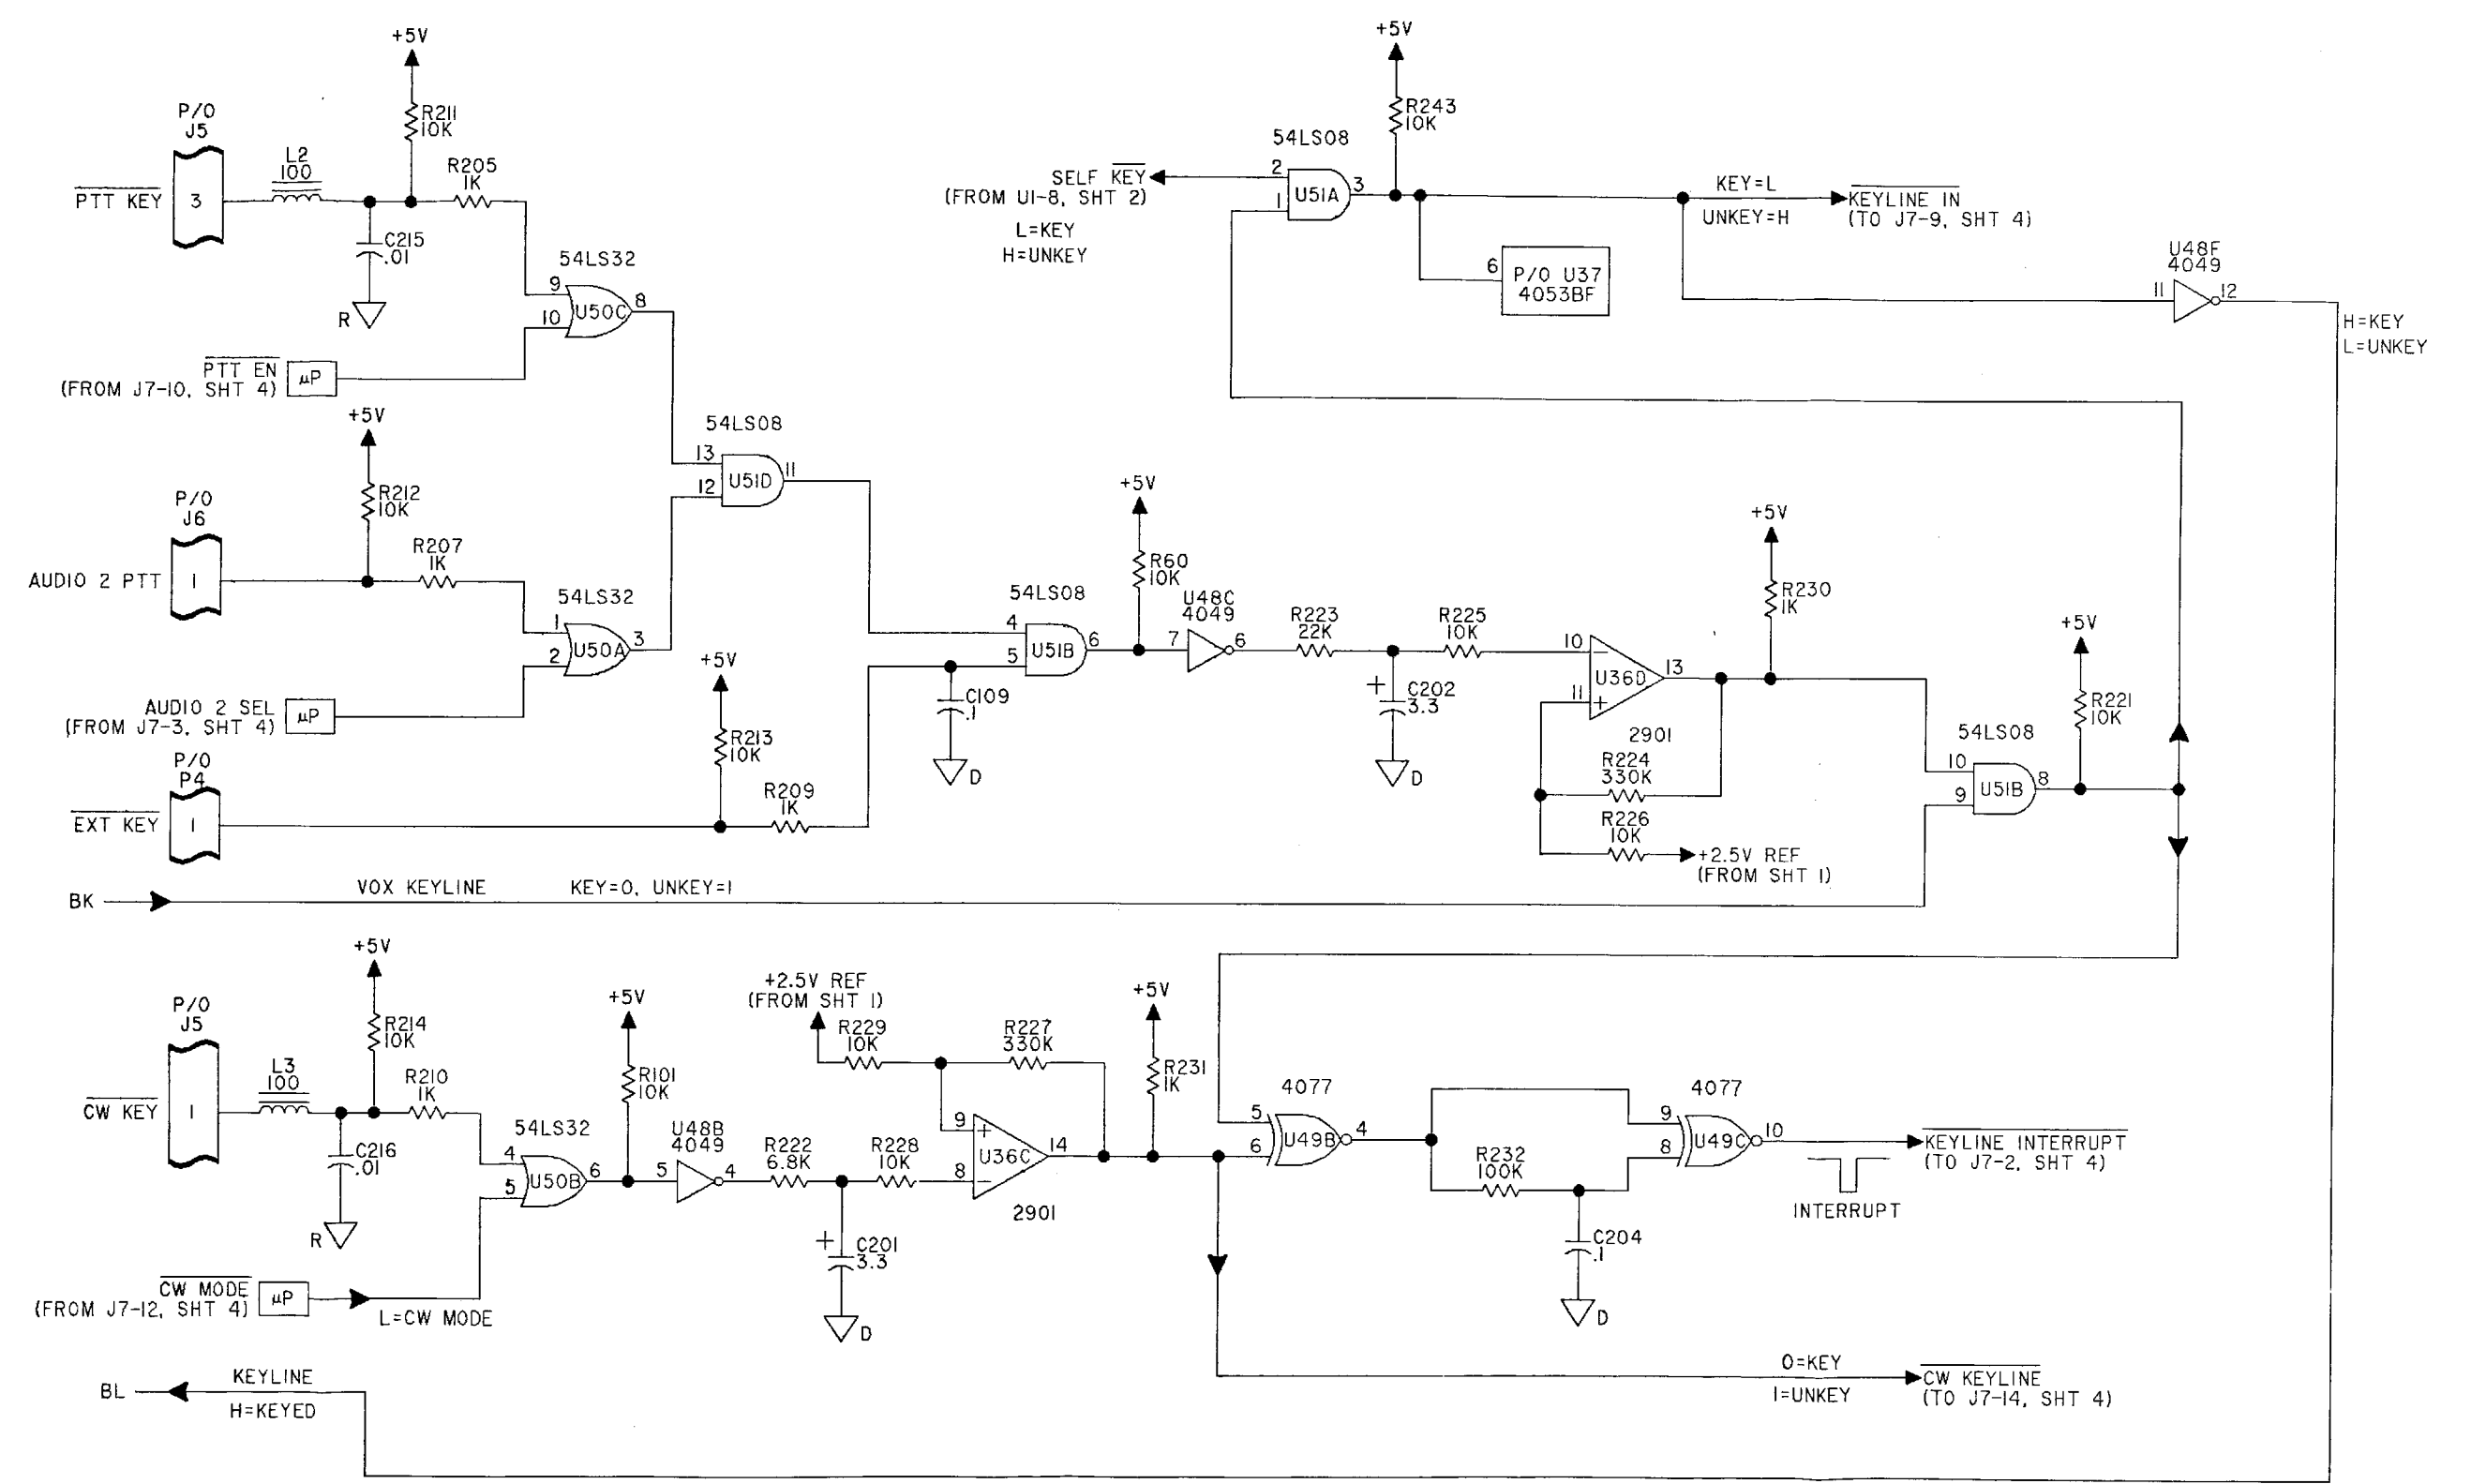 +5V
P/O
J5
R211
10K
L2
100
R205
1K
PTT KEY
3
C215
.01
R
54LS32
9
10
U50C
8
PTT EN
(FROM J7-10, SHT 4)
µP
+5V
R243
10K
54LS08
SELF KEY
(FROM U1-8, SHT 2)
L=KEY
H=UNKEY
2
1
U51A
3
6
P/O U37
4053BF
KEY=L
UNKEY=H
KEYLINE IN
(TO J7-9, SHT 4)
U48F
4049
11
12
H=KEY
L=UNKEY
+5V
P/O
J6
R212
10K
R207
1K
AUDIO 2 PTT
1
54LS32
1
2
U50A
3
AUDIO 2 SEL
(FROM J7-3, SHT 4)
µP
54LS08
13
12
U51D
11
+5V
R213
10K
P/O
P4
EXT KEY
1
R209
1K
C109
.1
D
54LS08
4
5
U51B
6
+5V
R60
10K
U48C
4049
7
6
R223
22K
R225
10K
+
C202
3.3
D
10
11
−
+
U36D
13
2901
+5V
R230
1K
R224
330K
R226
10K
+2.5V REF
(FROM SHT 1)
54LS08
10
9
U51B
8
+5V
R221
10K
BK
VOX KEYLINE
KEY=0, UNKEY=1
+5V
P/O
J5
R214
10K
L3
100
R210
1K
CW KEY
1
C216
.01
R
54LS32
4
5
U50B
6
CW MODE
(FROM J7-12, SHT 4)
µP
L=CW MODE
+5V
R101
10K
U48B
4049
5
4
R222
6.8K
R228
10K
+
C201
3.3
D
+2.5V REF
(FROM SHT 1)
R229
10K
R227
330K
9
8
+
−
U36C
14
2901
+5V
R231
1K
4077
5
6
U49B
4
R232
100K
C204
.1
D
4077
9
8
U49C
10
KEYLINE INTERRUPT
(TO J7-2, SHT 4)
INTERRUPT
0=KEY
1=UNKEY
CW KEYLINE
(TO J7-14, SHT 4)
BL
KEYLINE
H=KEYED